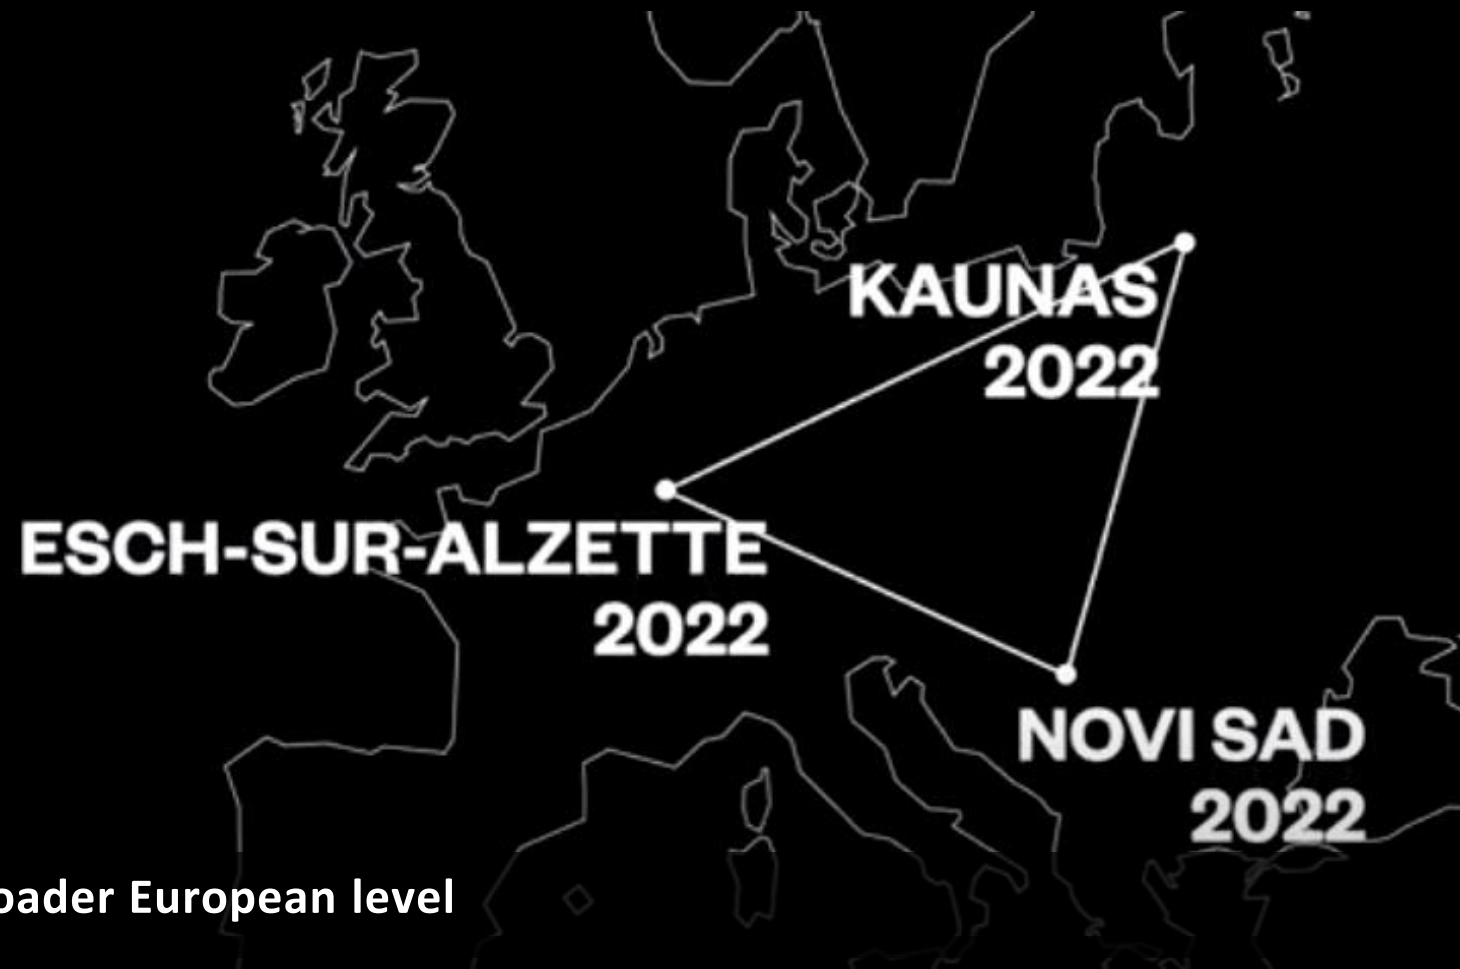 KAUNAS
2022
ESCH-SUR-ALZETTE
2022
NOVI SAD
2022
European level